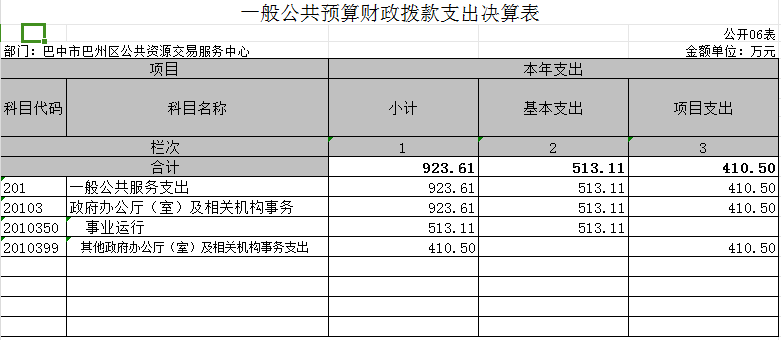 一般公共预算财政拨款支出决算表
公开06表
部门：巴中市巴州区公共资源交易服务中心 金额单位：万元
项目 本年支出
科目代码 科目名称 小计 基本支出 项目支出
栏次 1 2 3
合计 923.61 513.11 410.50
201 一般公共服务支出 923.61 513.11 410.50
20103 政府办公厅（室）及相关机构事务 923.61 513.11 410.50
2010350 事业运行 513.11 513.11
2010399 其他政府办公厅（室）及相关机构事务支出 410.50 410.50